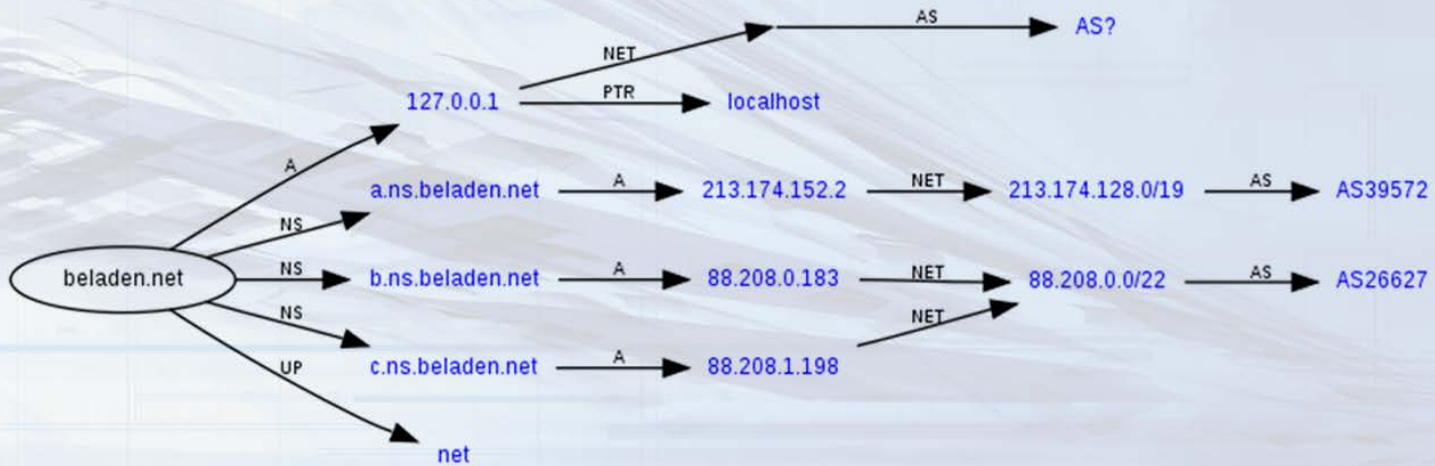 AS
AS?
NET
127.0.0.1
PTR
localhost
A
a.ns.beladen.net
A
213.174.152.2
NET
213.174.128.0/19
AS
AS39572
NS
beladen.net
NS
b.ns.beladen.net
A
88.208.0.183
NET
88.208.0.0/22
AS
AS26627
NS
NET
c.ns.beladen.net
A
88.208.1.198
UP
net